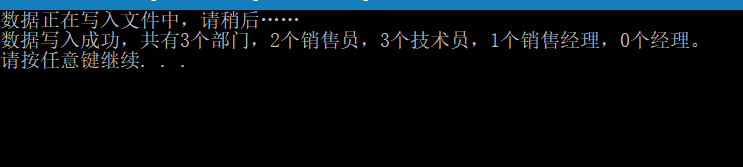 数据正在写入文件中，请稍后……
数据写入成功，共有3个部门，2个销售员，3个技术员，1个销售经理，0个经理。
请按任意键继续. . .